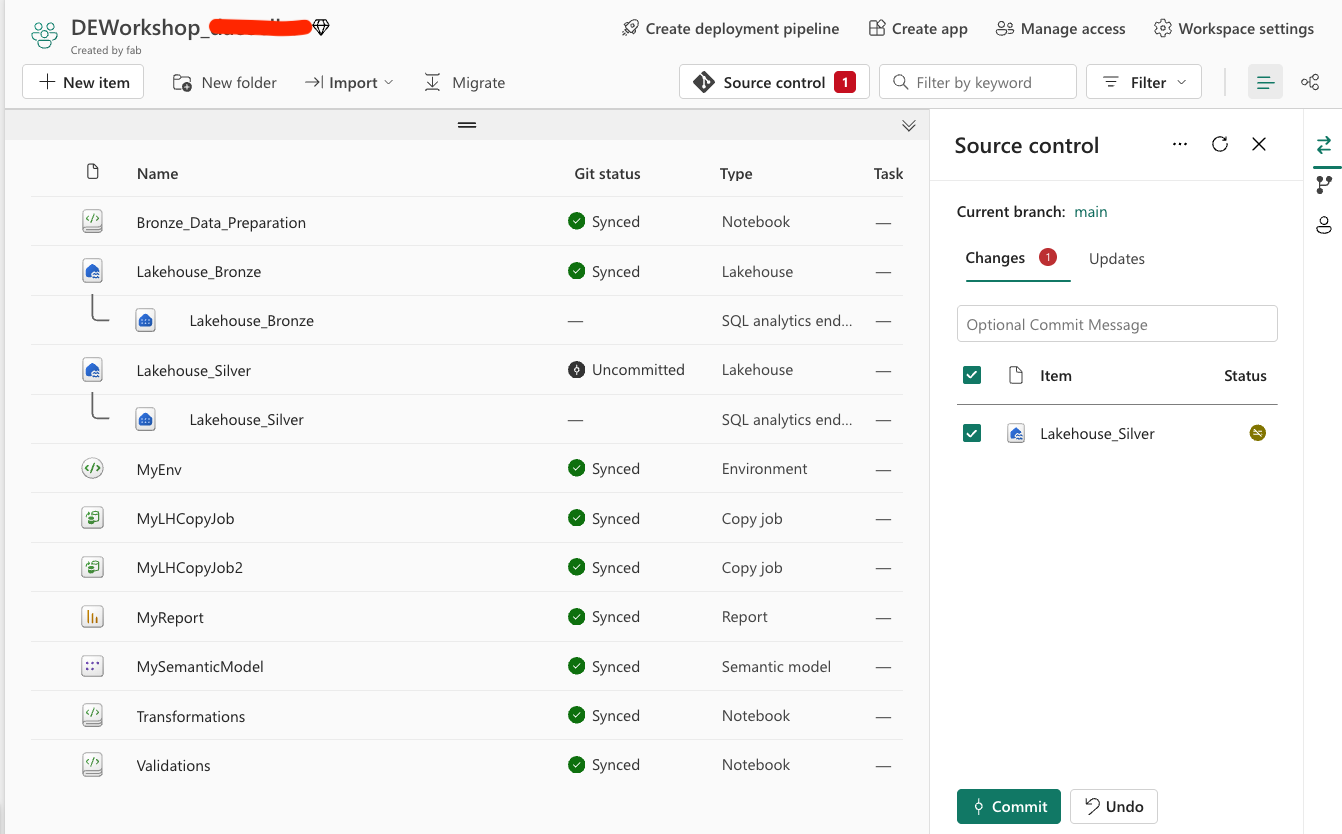 DEWorkshop_
Created by fab
Create deployment pipeline
Create app
Manage access
Workspace settings
New item
New folder
Import
Migrate
Source control 1
Filter by keyword
Filter
Name Git status Type Task
Bronze_Data_Preparation Synced Notebook —
Lakehouse_Bronze Synced Lakehouse —
Lakehouse_Bronze — SQL analytics end... —
Lakehouse_Silver Uncommitted Lakehouse —
Lakehouse_Silver — SQL analytics end... —
MyEnv Synced Environment —
MyLHCopyJob Synced Copy job —
MyLHCopyJob2 Synced Copy job —
MyReport Synced Report —
MySemanticModel Synced Semantic model —
Transformations Synced Notebook —
Validations Synced Notebook —
Source control
Current branch: main
Changes 1 Updates
Optional Commit Message
Item Status
Lakehouse_Silver
Commit Undo